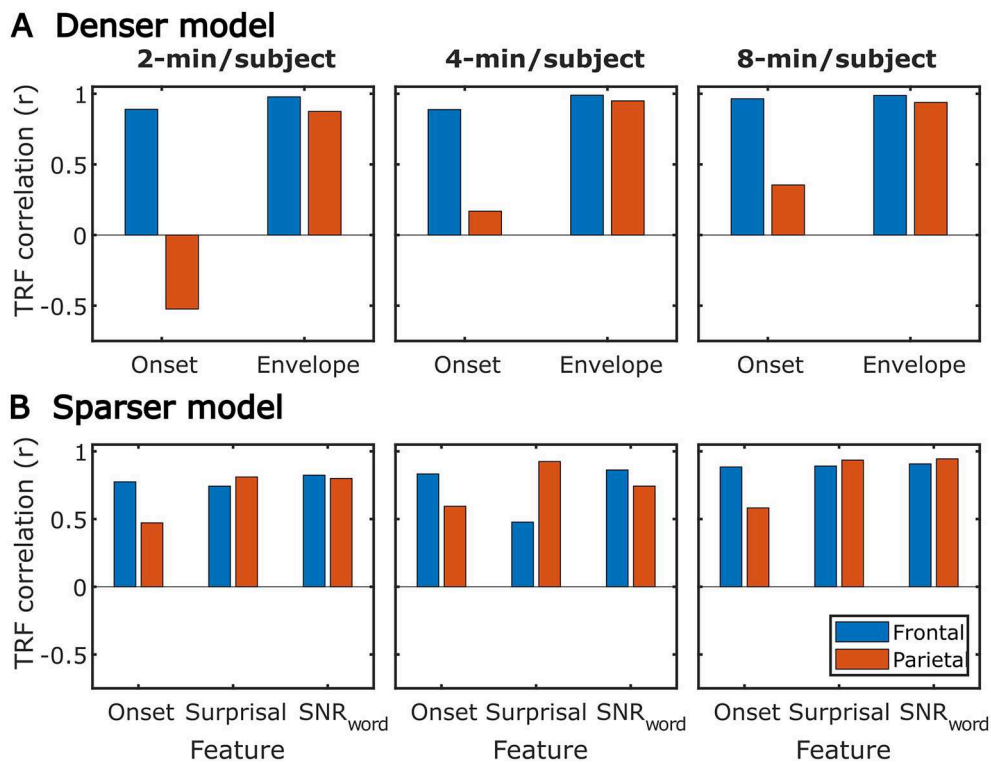 A Denser model
2-min/subject 4-min/subject 8-min/subject
TRF correlation (r)
1
0.5
0
-0.5
Onset Envelope Onset Envelope Onset Envelope
B Sparser model
TRF correlation (r)
1
0.5
0
-0.5
Frontal
Parietal
Onset Surprisal SNRword Onset Surprisal SNRword Onset Surprisal SNRword
Feature Feature Feature